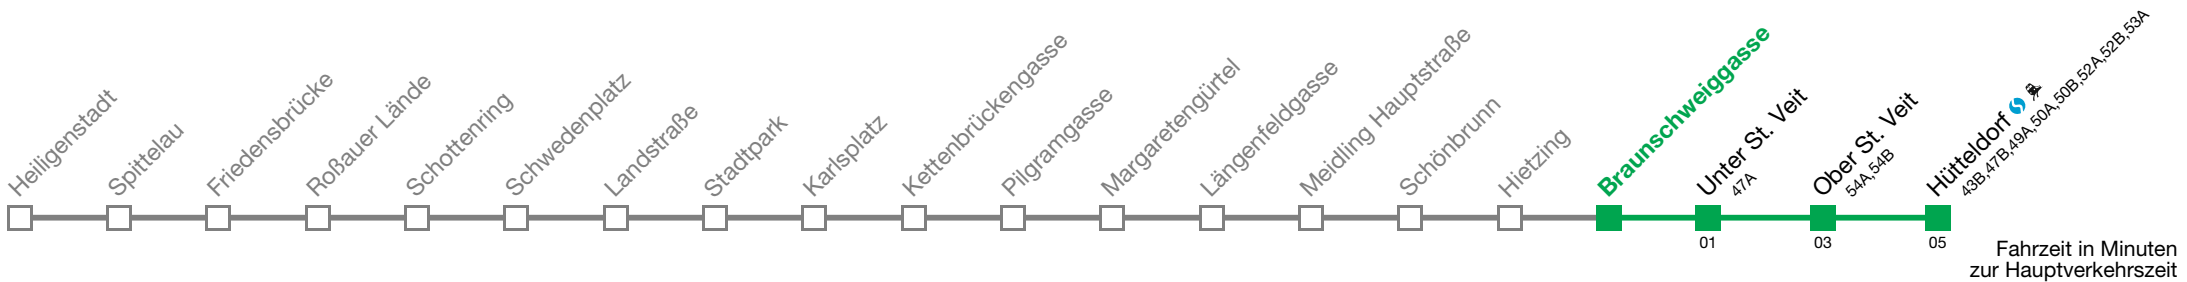 Heiligenstadt
Spittelau
Friedensbrücke
Roßauer Lände
Schottenring
Schwedenplatz
Landstraße
Stadtpark
Karlsplatz
Kettenbrückengasse
Pilgramgasse
Margaretengürtel
Längenfeldgasse
Meidling Hauptstraße
Schönbrunn
Hietzing
Braunschweiggasse
Unter St. Veit
47A
01
Ober St. Veit
54A,54B
03
Hütteldorf
43B,47B,49A,50A,50B,52A,52B,53A
05
Fahrzeit in Minuten
zur Hauptverkehrszeit